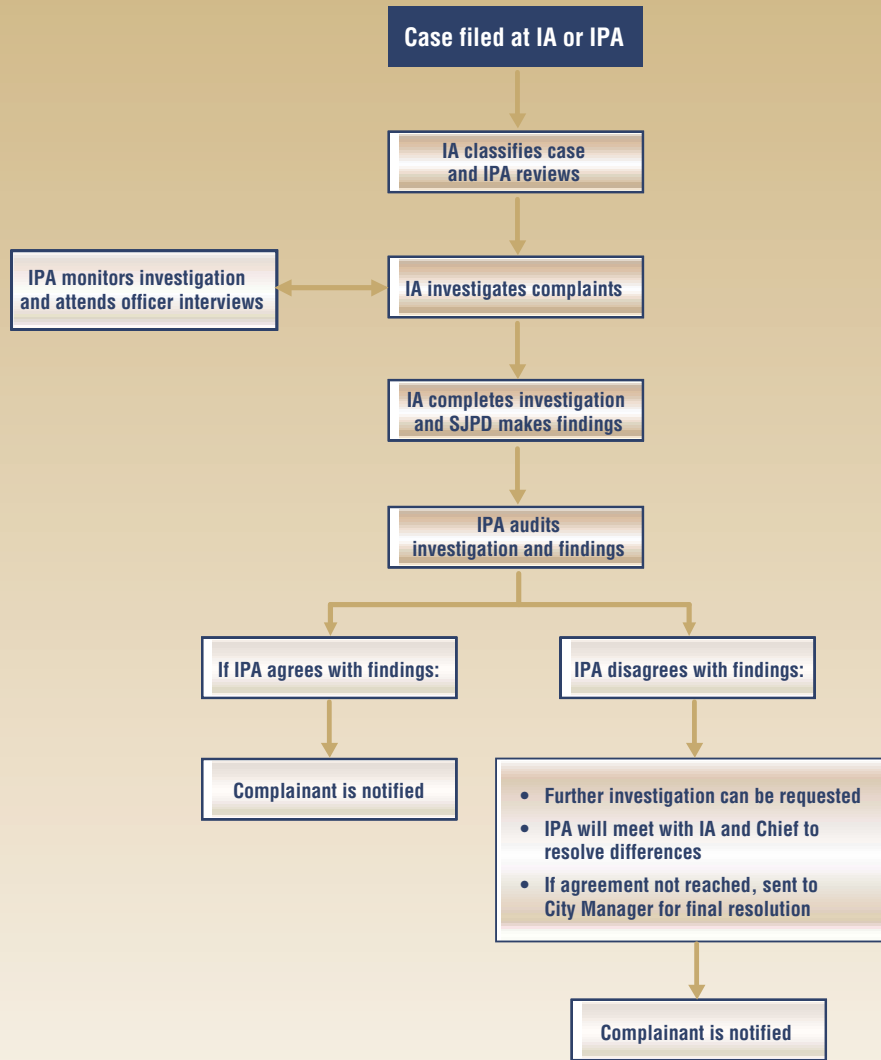 Case filed at IA or IPA
IA classifies case
and IPA reviews
IPA monitors investigation
and attends officer interviews
IA investigates complaints
IA completes investigation
and SJPD makes findings
IPA audits
investigation and findings
If IPA agrees with findings:
IPA disagrees with findings:
Complainant is notified
• Further investigation can be requested
• IPA will meet with IA and Chief to
resolve differences
• If agreement not reached, sent to
City Manager for final resolution
Complainant is notified